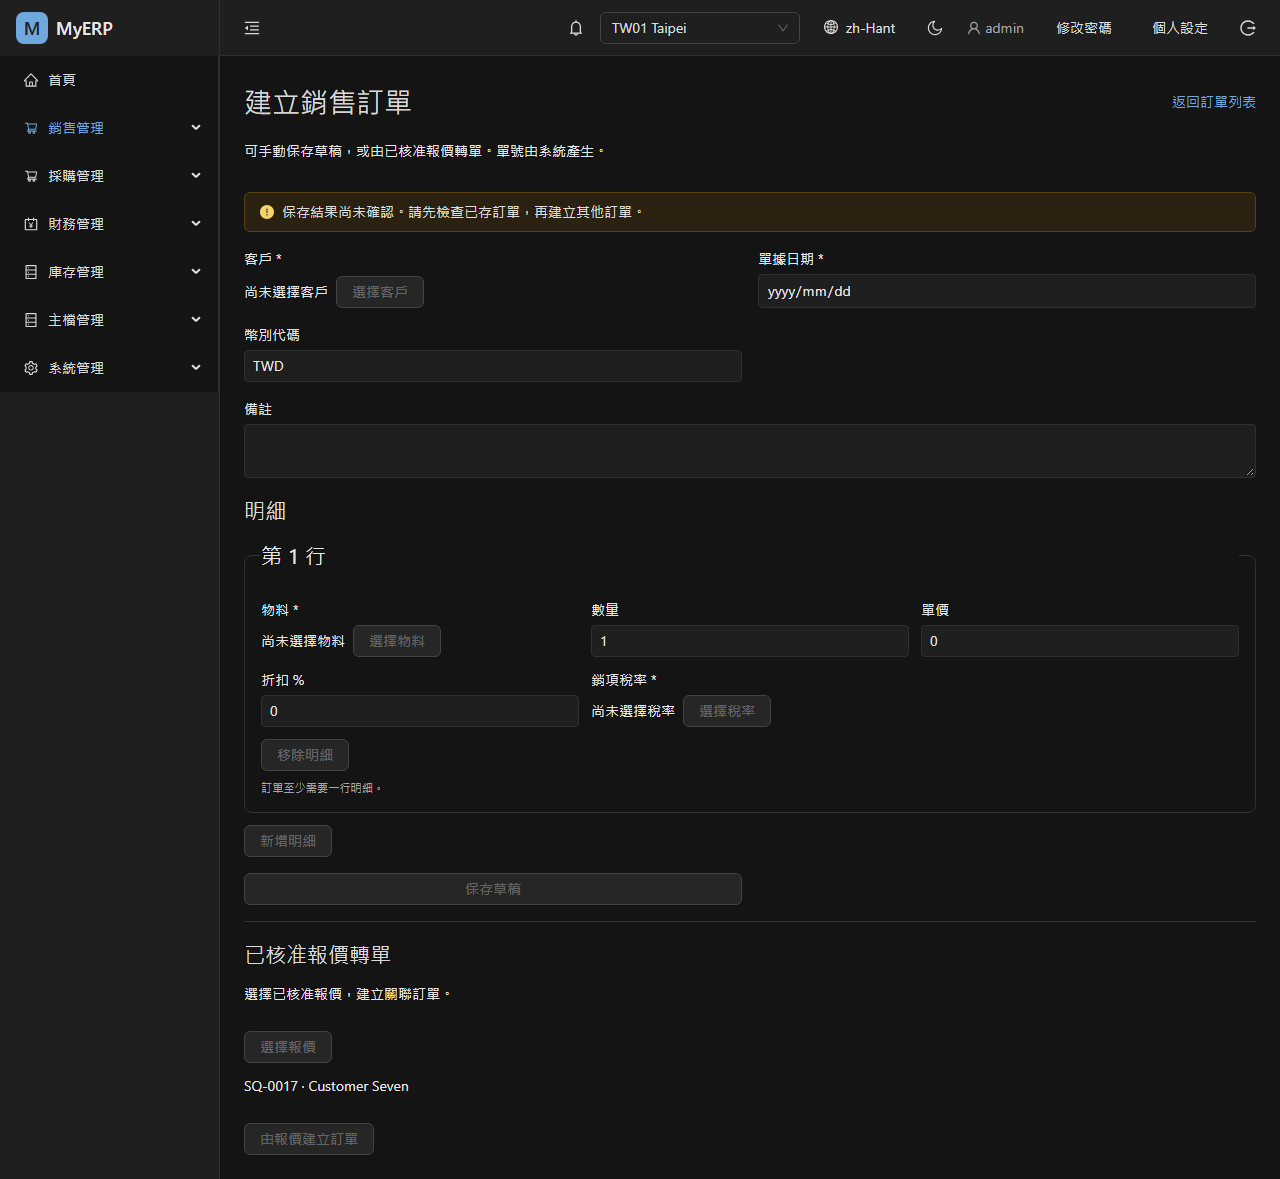 M MyERP
TW01 Taipei
zh-Hant
admin
修改密碼
個人設定
首頁
銷售管理
採購管理
財務管理
庫存管理
主檔管理
系統管理
建立銷售訂單
返回訂單列表
可手動保存草稿，或由已核准報價轉單。單號由系統產生。
保存結果尚未確認。請先檢查已存訂單，再建立其他訂單。
客戶 *
單據日期 *
尚未選擇客戶 選擇客戶
yyyy/mm/dd
幣別代碼
TWD
備註
明細
第 1 行
物料 *
數量
單價
尚未選擇物料 選擇物料
1
0
折扣 %
銷項稅率 *
0
尚未選擇稅率 選擇稅率
移除明細
訂單至少需要一行明細。
新增明細
保存草稿
已核准報價轉單
選擇已核准報價，建立關聯訂單。
選擇報價
SQ-0017 · Customer Seven
由報價建立訂單